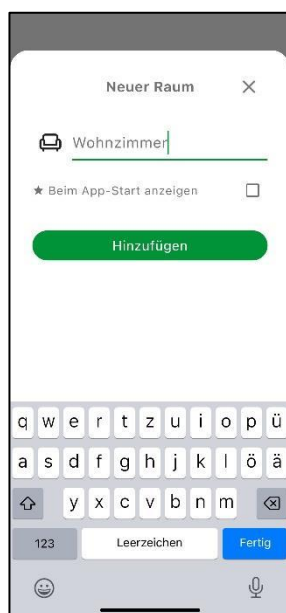 Neuer Raum
Wohnzimmer
★ Beim App-Start anzeigen
Hinzufügen
q w e r t z u i o p ü
a s d f g h j k l ö ä
y x c v b n m
123 Leerzeichen Fertig